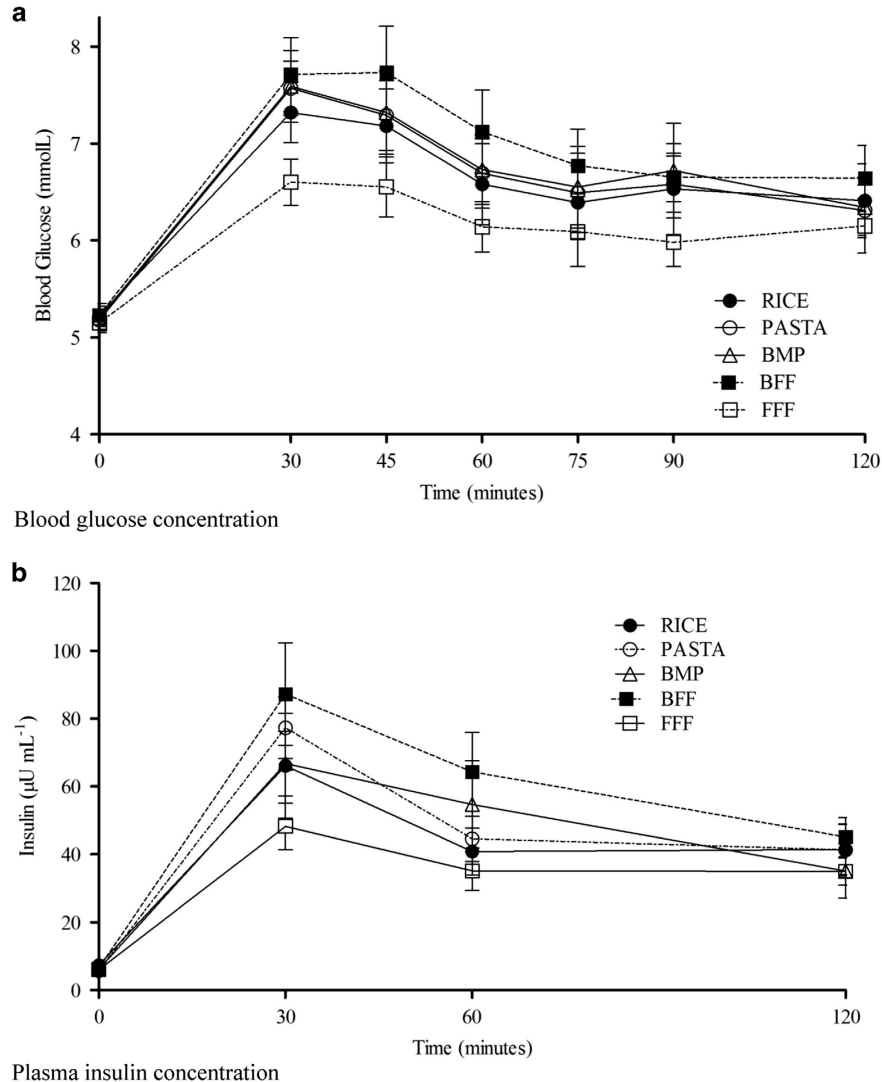 a
8
7
6
5
4
Blood Glucose (mmolL)
RICE
PASTA
BMP
BFF
FFF
0 30 45 60 75 90 120
Time (minutes)
Blood glucose concentration
b
120
100
80
60
40
20
0
Insulin (µU mL⁻¹)
RICE
PASTA
BMP
BFF
FFF
0 30 60 120
Time (minutes)
Plasma insulin concentration